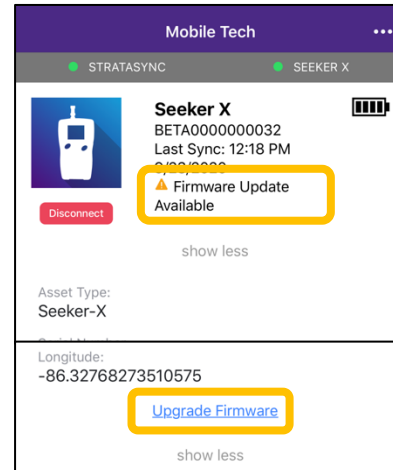 Mobile Tech
STRATASYNC
SEEKER X
Seeker X
BETA0000000032
Last Sync: 12:18 PM
Firmware Update
Available
Disconnect
show less
Asset Type:
Seeker-X
Longitude:
-86.32768273510575
Upgrade Firmware
show less